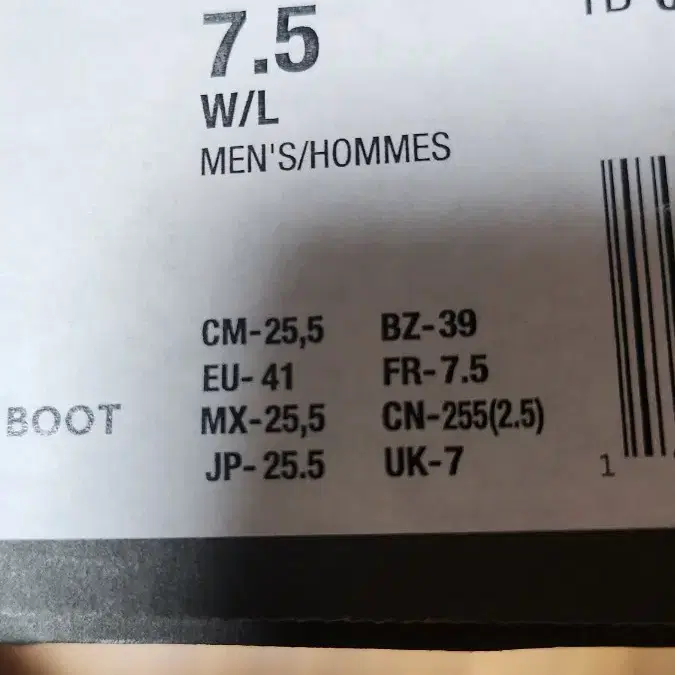 7.5
W/L
MEN'S/HOMMES
CM-25,5 BZ-39
EU-41 FR-7.5
BOOT MX-25,5 CN-255(2.5)
JP-25.5 UK-7
1